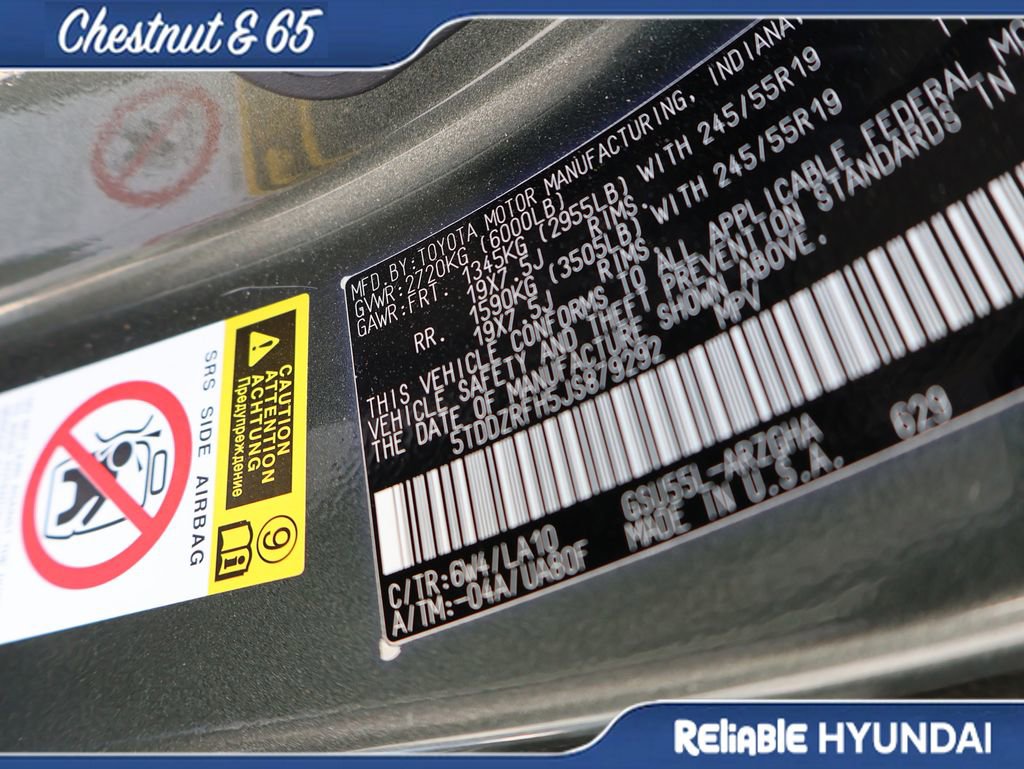 Chestnut & 65
MFD BY:TOYOTA MOTOR MANUFACTURING, INDIANA
GVWR:2720KG (6000LB)
GAWR:FRT. 1345KG (2955LB) WITH 245/55R19
19X7.5J RIMS.
RR. 1590KG (3505LB) WITH 245/55R19
19X7.5J RIMS.
THIS VEHICLE CONFORMS TO ALL APPLICABLE FEDERAL MO
VEHICLE SAFETY AND THEFT PREVENTION STANDARDS IN
THE DATE OF MANUFACTURE SHOWN ABOVE.
5TDDZRFH5JS879292 MPV
C/TR:6W4/LA10 GSU55L-ARZGHA 629
A/TM:-04A/UA80F MADE IN U.S.A.
SRS SIDE AIRBAG
CAUTION
ATTENTION
ACHTUNG
Предупреждение
9
Reliable HYUNDAI